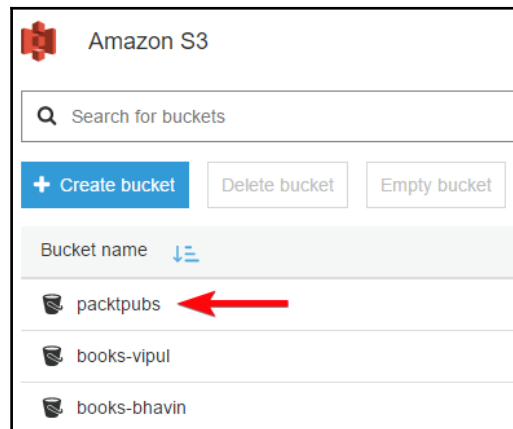 Amazon S3
Search for buckets
+ Create bucket Delete bucket Empty bucket
Bucket name
packtpubs
books-vipul
books-bhavin